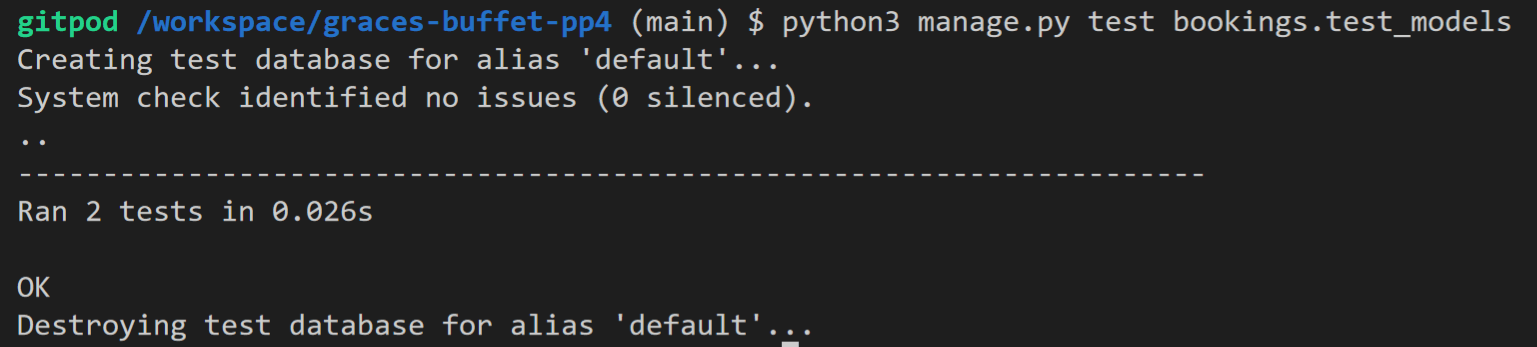 gitpod /workspace/graces-buffet-pp4 (main) $ python3 manage.py test bookings.test_models
Creating test database for alias 'default'...
System check identified no issues (0 silenced).
..
----------------------------------------------------------------------
Ran 2 tests in 0.026s

OK
Destroying test database for alias 'default'...